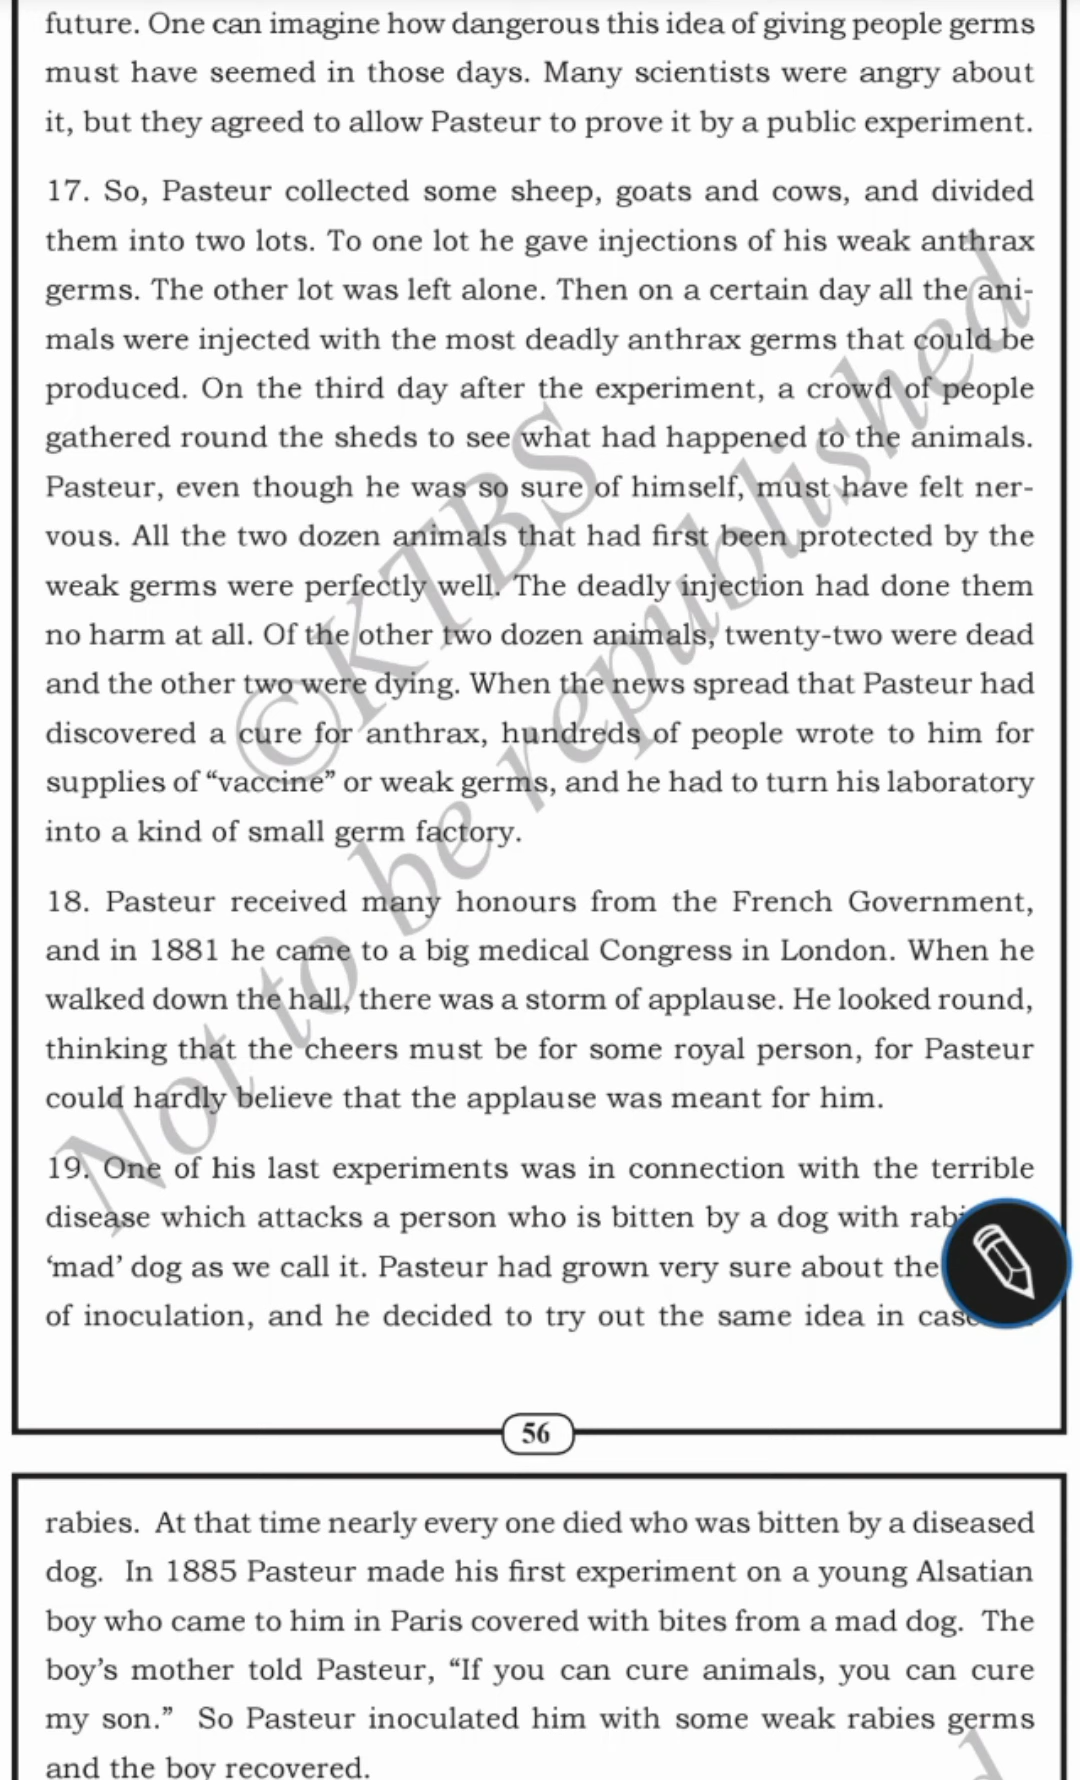 future. One can imagine how dangerous this idea of giving people germs
must have seemed in those days. Many scientists were angry about
it, but they agreed to allow Pasteur to prove it by a public experiment.
17. So, Pasteur collected some sheep, goats and cows, and divided
them into two lots. To one lot he gave injections of his weak anthrax
germs. The other lot was left alone. Then on a certain day all the ani-
mals were injected with the most deadly anthrax germs that could be
produced. On the third day after the experiment, a crowd of people
gathered round the sheds to see what had happened to the animals.
Pasteur, even though he was so sure of himself, must have felt ner-
vous. All the two dozen animals that had first been protected by the
weak germs were perfectly well. The deadly injection had done them
no harm at all. Of the other two dozen animals, twenty-two were dead
and the other two were dying. When the news spread that Pasteur had
discovered a cure for anthrax, hundreds of people wrote to him for
supplies of “vaccine” or weak germs, and he had to turn his laboratory
into a kind of small germ factory.
18. Pasteur received many honours from the French Government,
and in 1881 he came to a big medical Congress in London. When he
walked down the hall, there was a storm of applause. He looked round,
thinking that the cheers must be for some royal person, for Pasteur
could hardly believe that the applause was meant for him.
19. One of his last experiments was in connection with the terrible
disease which attacks a person who is bitten by a dog with
‘mad’ dog as we call it. Pasteur had grown very sure about the
of inoculation, and he decided to try out the same idea in
56
rabies. At that time nearly every one died who was bitten by a diseased
dog. In 1885 Pasteur made his first experiment on a young Alsatian
boy who came to him in Paris covered with bites from a mad dog. The
boy’s mother told Pasteur, “If you can cure animals, you can cure
my son.” So Pasteur inoculated him with some weak rabies germs
and the boy recovered.
©KTBS
Not to be republished